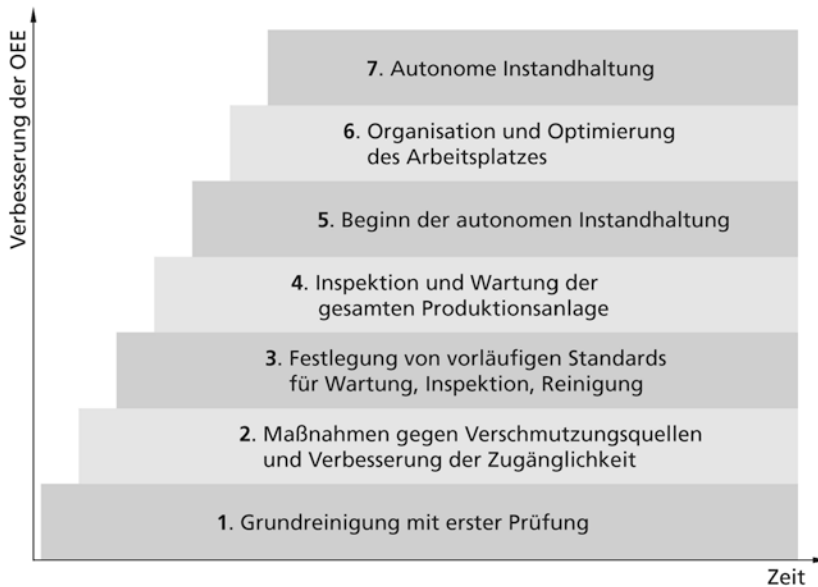 Verbesserung der OEE
7. Autonome Instandhaltung
6. Organisation und Optimierung
des Arbeitsplatzes
5. Beginn der autonomen Instandhaltung
4. Inspektion und Wartung der
gesamten Produktionsanlage
3. Festlegung von vorläufigen Standards
für Wartung, Inspektion, Reinigung
2. Maßnahmen gegen Verschmutzungsquellen
und Verbesserung der Zugänglichkeit
1. Grundreinigung mit erster Prüfung
Zeit